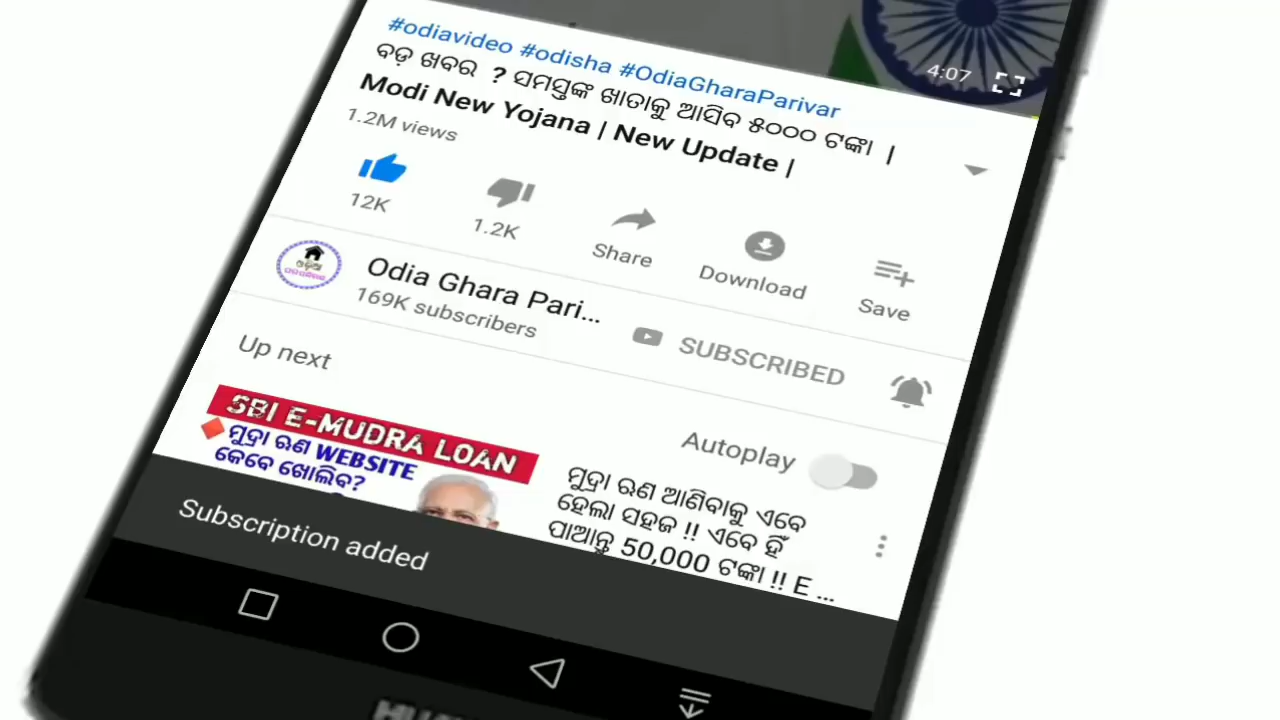 4:07
#odiavideo #odisha #OdiaGharaParivar
ବଡ଼ ଖବର ? ସମସ୍ତଙ୍କ ଖାତାକୁ ଆସିବ ୫୦୦୦ ଟଙ୍କା |
Modi New Yojana | New Update |
1.2M views
12K
1.2K
Share
Download
Save
Odia Ghara Pari...
169K subscribers
SUBSCRIBED
Up next
Autoplay
SBI E-MUDRA LOAN
ମୁଦ୍ରା ଋଣ WEBSITE
କେବେ ଖୋଲିବ?
ମୁଦ୍ରା ଋଣ ଆଣିବାକୁ ଏବେ
ହେଲା ସହଜ !! ଏବେ ହିଁ
ପାଆନ୍ତୁ 50,000 ଟଙ୍କା !! E ...
Subscription added